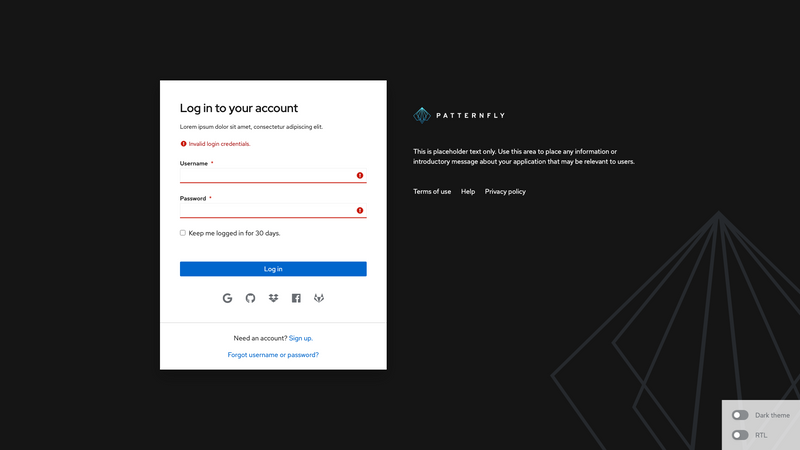 Log in to your account
Lorem ipsum dolor sit amet, consectetur adipiscing elit.
Invalid login credentials.
Username *
Password *
Keep me logged in for 30 days.
Log in
Need an account? Sign up.
Forgot username or password?
PATTERNFLY
This is placeholder text only. Use this area to place any information or
introductory message about your application that may be relevant to users.
Terms of use Help Privacy policy
Dark theme
RTL